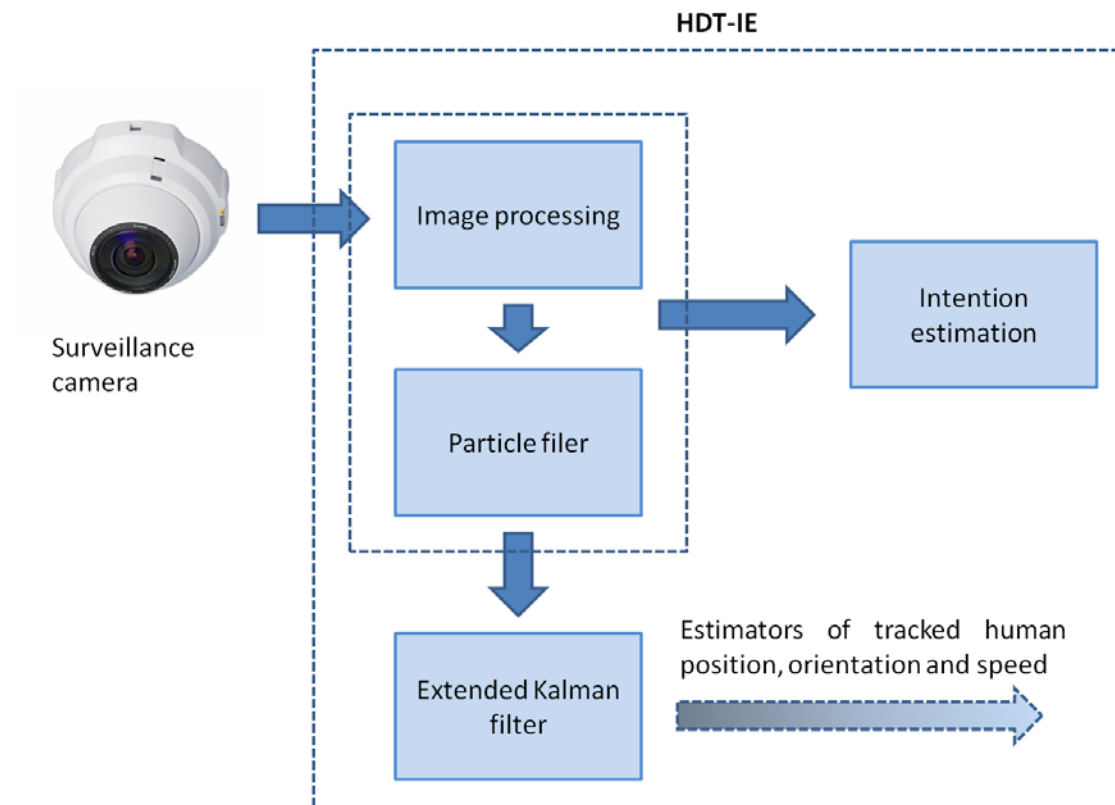 HDT-IE
Image processing
Surveillance
camera
Intention
estimation
Particle filer
Estimators of tracked human
position, orientation and speed
Extended Kalman
filter